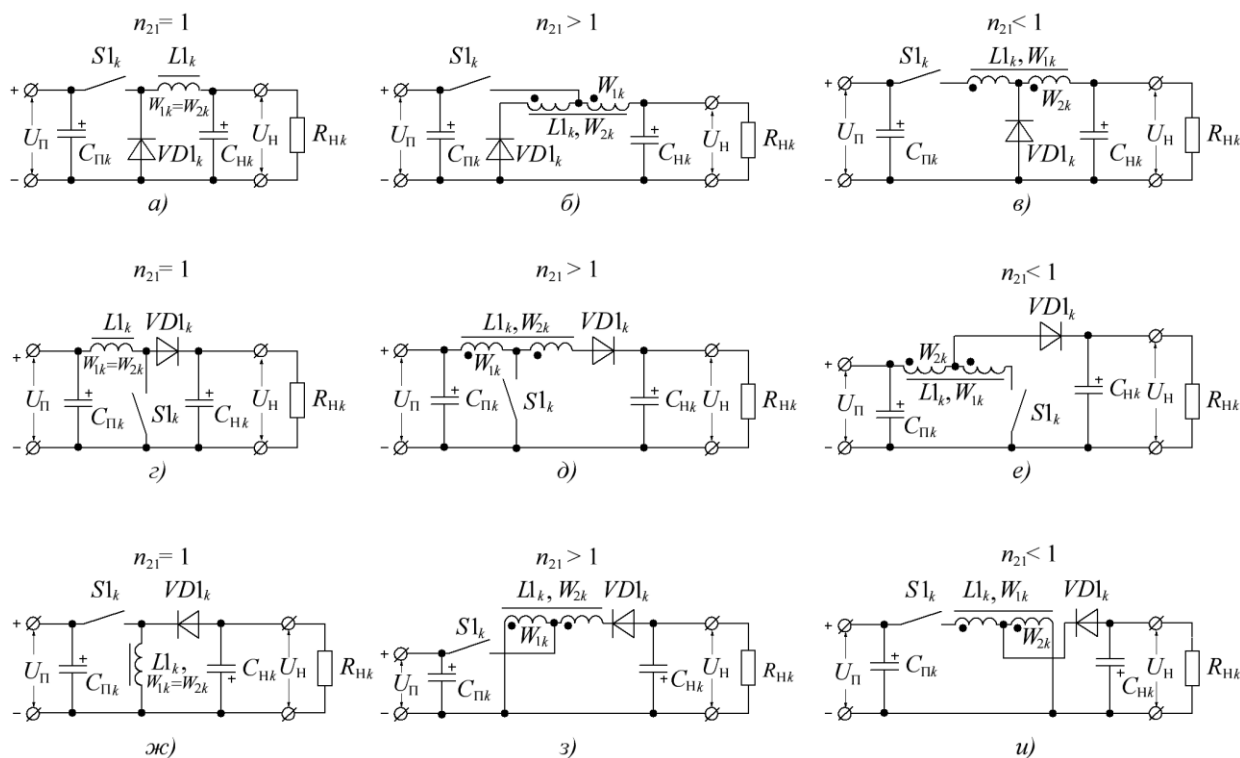 n₂₁= 1
S1ₖ
L1ₖ
W₁ₖ=W₂ₖ
+
Uп
–
+
Cпₖ
VD1ₖ
+
Cнₖ
Uн
Rнₖ
а)
n₂₁> 1
S1ₖ
W₁ₖ
L1ₖ, W₂ₖ
+
Uп
–
+
Cпₖ
VD1ₖ
+
Cнₖ
Uн
Rнₖ
б)
n₂₁< 1
S1ₖ
L1ₖ, W₁ₖ
W₂ₖ
+
Uп
–
+
Cпₖ
VD1ₖ
+
Cнₖ
Uн
Rнₖ
в)
n₂₁= 1
L1ₖ
VD1ₖ
W₁ₖ=W₂ₖ
+
Uп
–
+
Cпₖ
S1ₖ
+
Cнₖ
Uн
Rнₖ
г)
n₂₁> 1
L1ₖ, W₂ₖ
VD1ₖ
W₁ₖ
+
Uп
–
+
Cпₖ
S1ₖ
+
Cнₖ
Uн
Rнₖ
д)
n₂₁< 1
VD1ₖ
W₂ₖ
L1ₖ, W₁ₖ
+
Uп
–
+
Cпₖ
S1ₖ
+
Cнₖ
Uн
Rнₖ
е)
n₂₁= 1
S1ₖ
VD1ₖ
+
Uп
–
+
Cпₖ
L1ₖ,
W₁ₖ=W₂ₖ
+
Cнₖ
Uн
Rнₖ
ж)
n₂₁> 1
L1ₖ, W₂ₖ
VD1ₖ
S1ₖ
W₁ₖ
+
Uп
–
+
Cпₖ
+
Cнₖ
Uн
Rнₖ
з)
n₂₁< 1
S1ₖ
L1ₖ, W₁ₖ
VD1ₖ
W₂ₖ
+
Uп
–
+
Cпₖ
+
Cнₖ
Uн
Rнₖ
и)